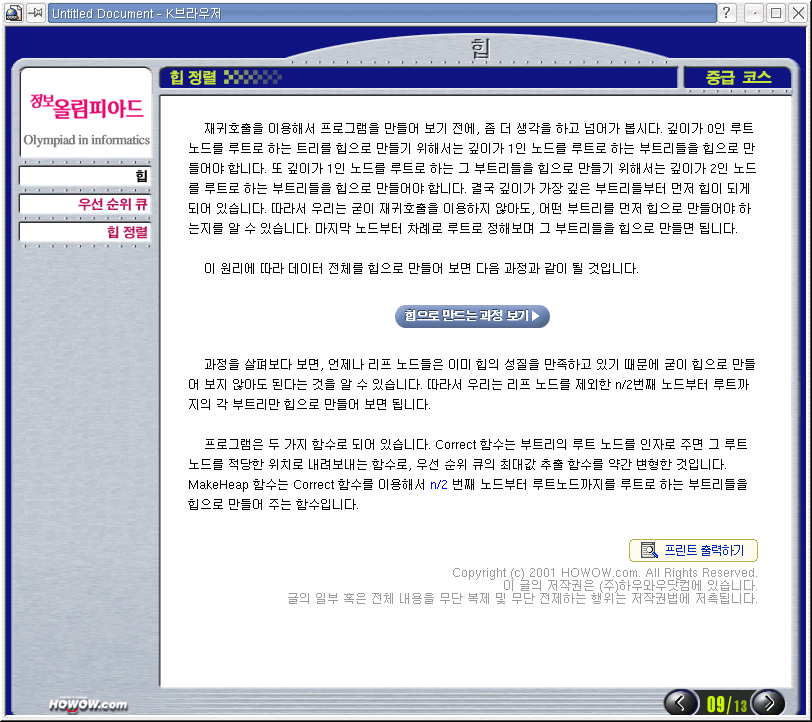 Untitled Document - K브라우저
힙
정보올림피아드
Olympiad in informatics
힙
우선 순위 큐
힙 정렬
힙 정렬
중급 코스
재귀호출을 이용해서 프로그램을 만들어 보기 전에, 좀 더 생각을 하고 넘어가 봅시다. 깊이가 0인 루트
노드를 루트로 하는 트리를 힙으로 만들기 위해서는 깊이가 1인 노드를 루트로 하는 부트리들을 힙으로 만
들어야 합니다. 또 깊이가 1인 노드를 루트로 하는 그 부트리들을 힙으로 만들기 위해서는 깊이가 2인 노드
를 루트로 하는 부트리들을 힙으로 만들어야 합니다. 결국 깊이가 가장 깊은 부트리들부터 먼저 힙이 되게
되어 있습니다. 따라서 우리는 굳이 재귀호출을 이용하지 않아도, 어떤 부트리를 먼저 힙으로 만들어야 하
는지를 알 수 있습니다. 마지막 노드부터 차례로 루트로 정해보며 그 부트리들을 힙으로 만들면 됩니다.
이 원리에 따라 데이터 전체를 힙으로 만들어 보면 다음 과정과 같이 될 것입니다.
힙으로 만드는 과정 보기
과정을 살펴보다 보면, 언제나 리프 노드들은 이미 힙의 성질을 만족하고 있기 때문에 굳이 힙으로 만들
어 보지 않아도 된다는 것을 알 수 있습니다. 따라서 우리는 리프 노드를 제외한 n/2번째 노드부터 루트까
지의 각 부트리만 힙으로 만들어 보면 됩니다.
프로그램은 두 가지 함수로 되어 있습니다. Correct 함수는 부트리의 루트 노드를 인자로 주면 그 루트
노드를 적당한 위치로 내려보내는 함수로, 우선 순위 큐의 최대값 추출 함수를 약간 변형한 것입니다.
MakeHeap 함수는 Correct 함수를 이용해서 n/2 번째 노드부터 루트노드까지를 루트로 하는 부트리들을
힙으로 만들어 주는 함수입니다.
프린트 출력하기
Copyright (c) 2001 HOWOW.com. All Rights Reserved.
이 글의 저작권은 (주)하우와우닷컴에 있습니다.
글의 일부 혹은 전체 내용을 무단 복제 및 무단 전제하는 행위는 저작권법에 저촉됩니다.
HOWOW.com
09/13